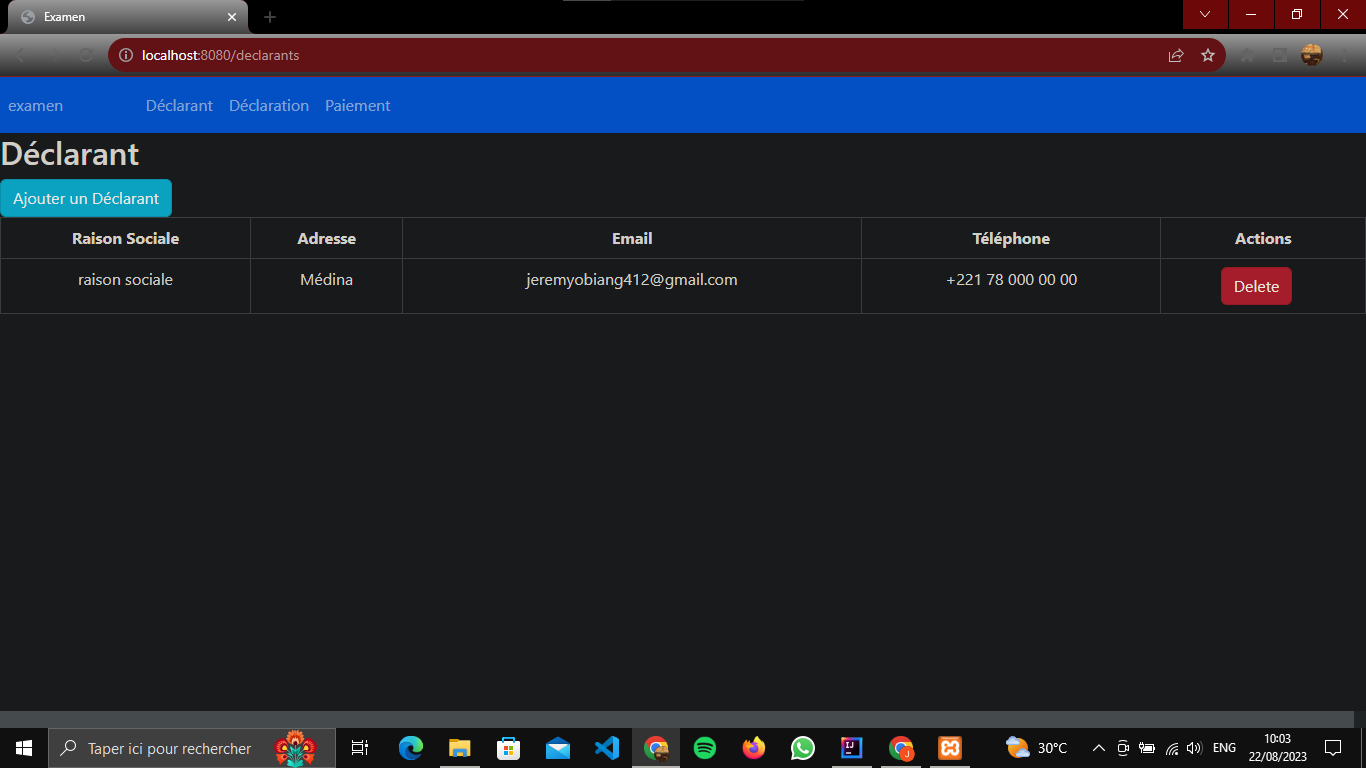 Examen
localhost:8080/declarants
examen Déclarant Déclaration Paiement
Déclarant
Ajouter un Déclarant
Raison Sociale Adresse Email Téléphone Actions
raison sociale Médina jeremyobiang412@gmail.com +221 78 000 00 00 Delete
Taper ici pour rechercher 30°C ENG 10:03
22/08/2023